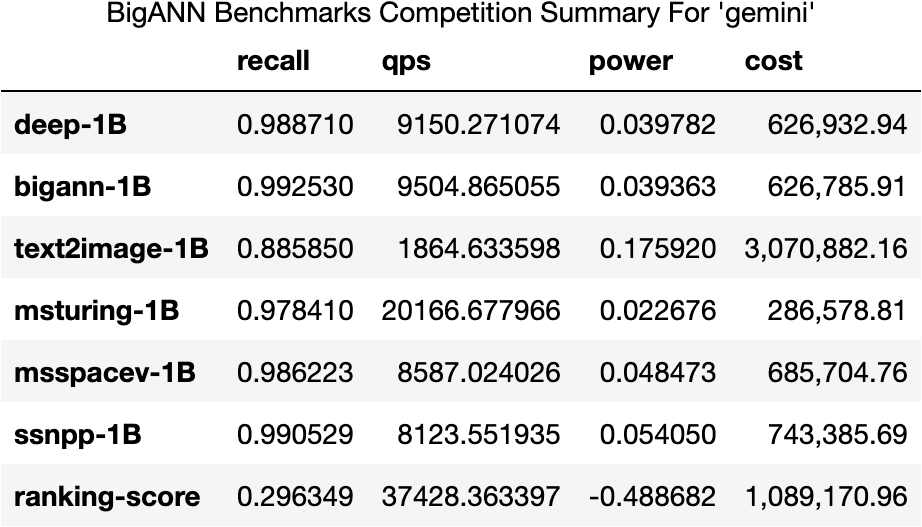 BigANN Benchmarks Competition Summary For 'gemini'
recall qps power cost
deep-1B 0.988710 9150.271074 0.039782 626,932.94
bigann-1B 0.992530 9504.865055 0.039363 626,785.91
text2image-1B 0.885850 1864.633598 0.175920 3,070,882.16
msturing-1B 0.978410 20166.677966 0.022676 286,578.81
msspacev-1B 0.986223 8587.024026 0.048473 685,704.76
ssnpp-1B 0.990529 8123.551935 0.054050 743,385.69
ranking-score 0.296349 37428.363397 -0.488682 1,089,170.96